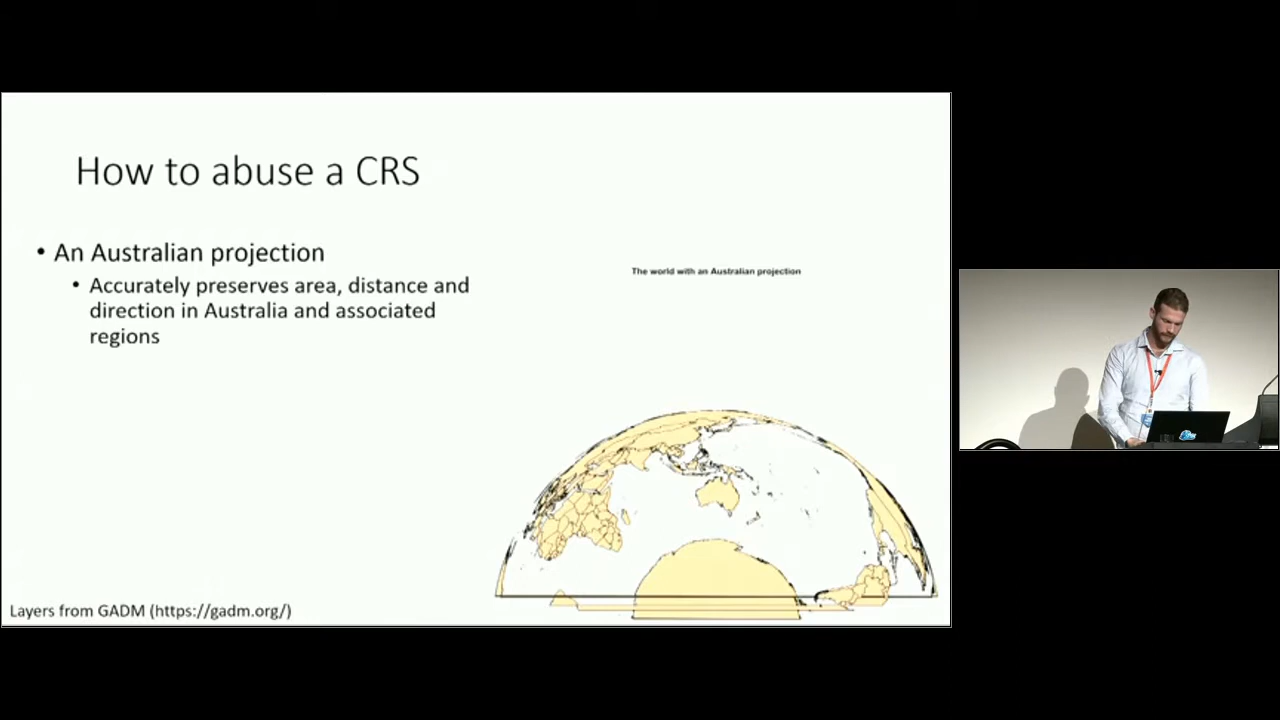 How to abuse a CRS
• An Australian projection
• Accurately preserves area, distance and
direction in Australia and associated
regions
The world with an Australian projection
Layers from GADM (https://gadm.org/)